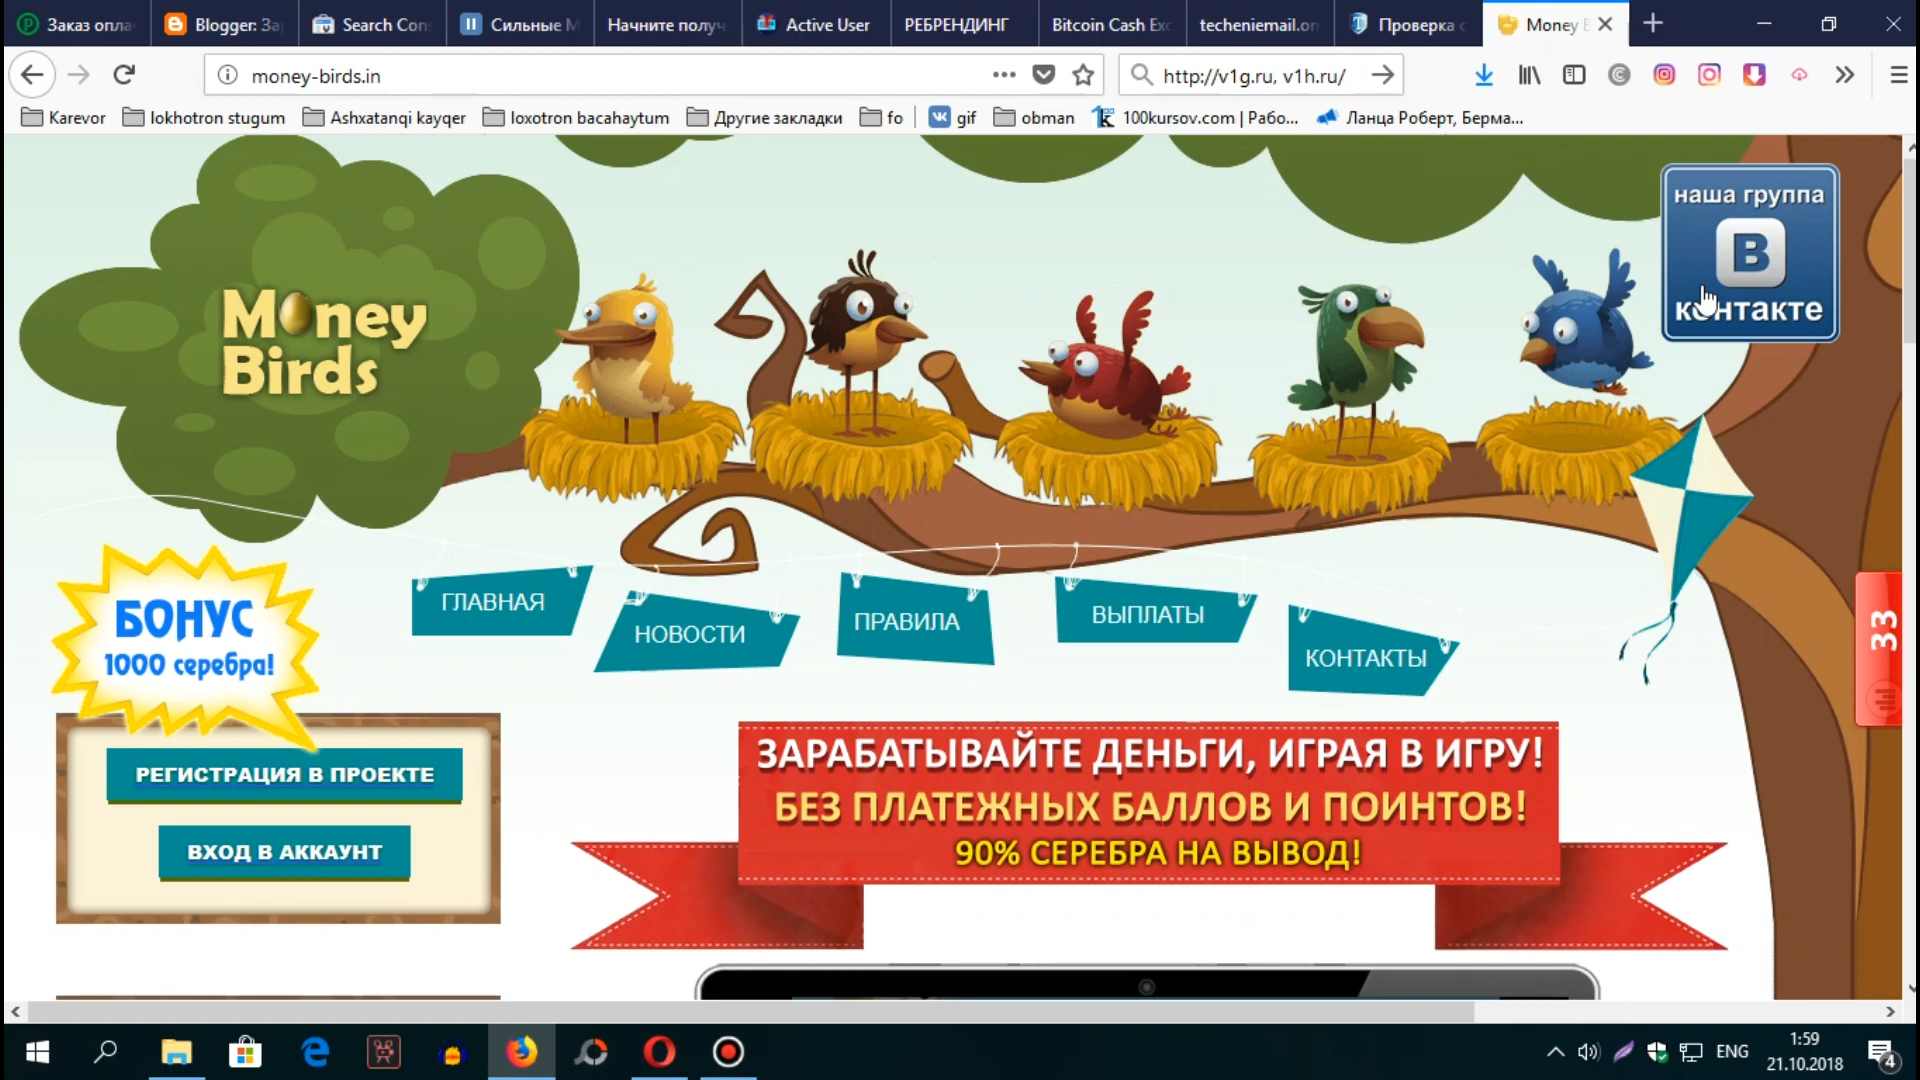 Заказ опла
Blogger: За
Search Con
Сильные М
Начните получ
Active User
РЕБРЕНДИНГ
Bitcoin Cash Exc
techeniemail.on
Проверка с
Money B
money-birds.in
http://v1g.ru, v1h.ru/
Karevor
lokhotron stugum
Ashxatanqi kayqer
loxotron bacahaytum
Другие закладки
fo
gif
obman
100kursov.com | Рабо...
Ланца Роберт, Берма...
наша группа
В
контакте
Money
Birds
БОНУС
1000 серебра!
ГЛАВНАЯ
НОВОСТИ
ПРАВИЛА
ВЫПЛАТЫ
КОНТАКТЫ
33
РЕГИСТРАЦИЯ В ПРОЕКТЕ
ВХОД В АККАУНТ
ЗАРАБАТЫВАЙТЕ ДЕНЬГИ, ИГРАЯ В ИГРУ!
БЕЗ ПЛАТЕЖНЫХ БАЛЛОВ И ПОИНТОВ!
90% СЕРЕБРА НА ВЫВОД!
ENG
1:59
21.10.2018
4